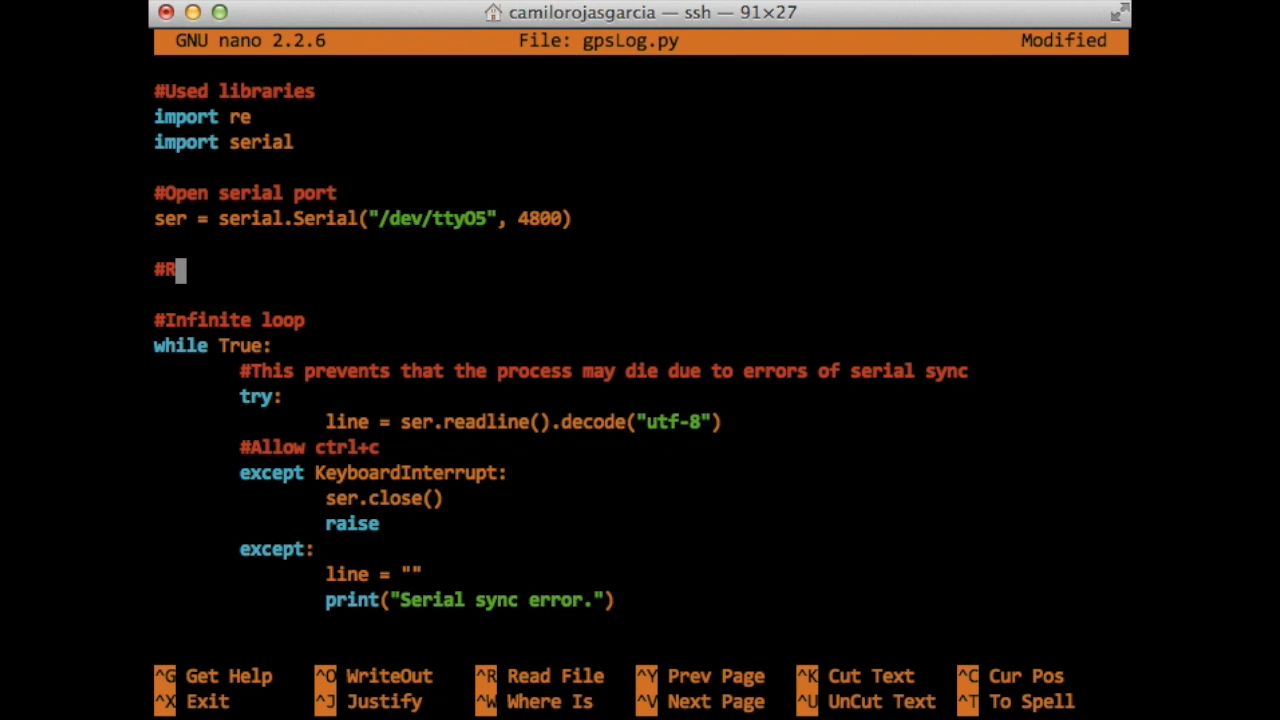 camilorojasgarcia — ssh — 91×27
GNU nano 2.2.6 File: gpsLog.py Modified
#Used libraries
import re
import serial
#Open serial port
ser = serial.Serial("/dev/ttyO5", 4800)
#R
#Infinite loop
while True:
#This prevents that the process may die due to errors of serial sync
try:
line = ser.readline().decode("utf-8")
#Allow ctrl+c
except KeyboardInterrupt:
ser.close()
raise
except:
line = ""
print("Serial sync error.")
^G Get Help ^O WriteOut ^R Read File ^Y Prev Page ^K Cut Text ^C Cur Pos
^X Exit ^J Justify ^W Where Is ^V Next Page ^U UnCut Text ^T To Spell